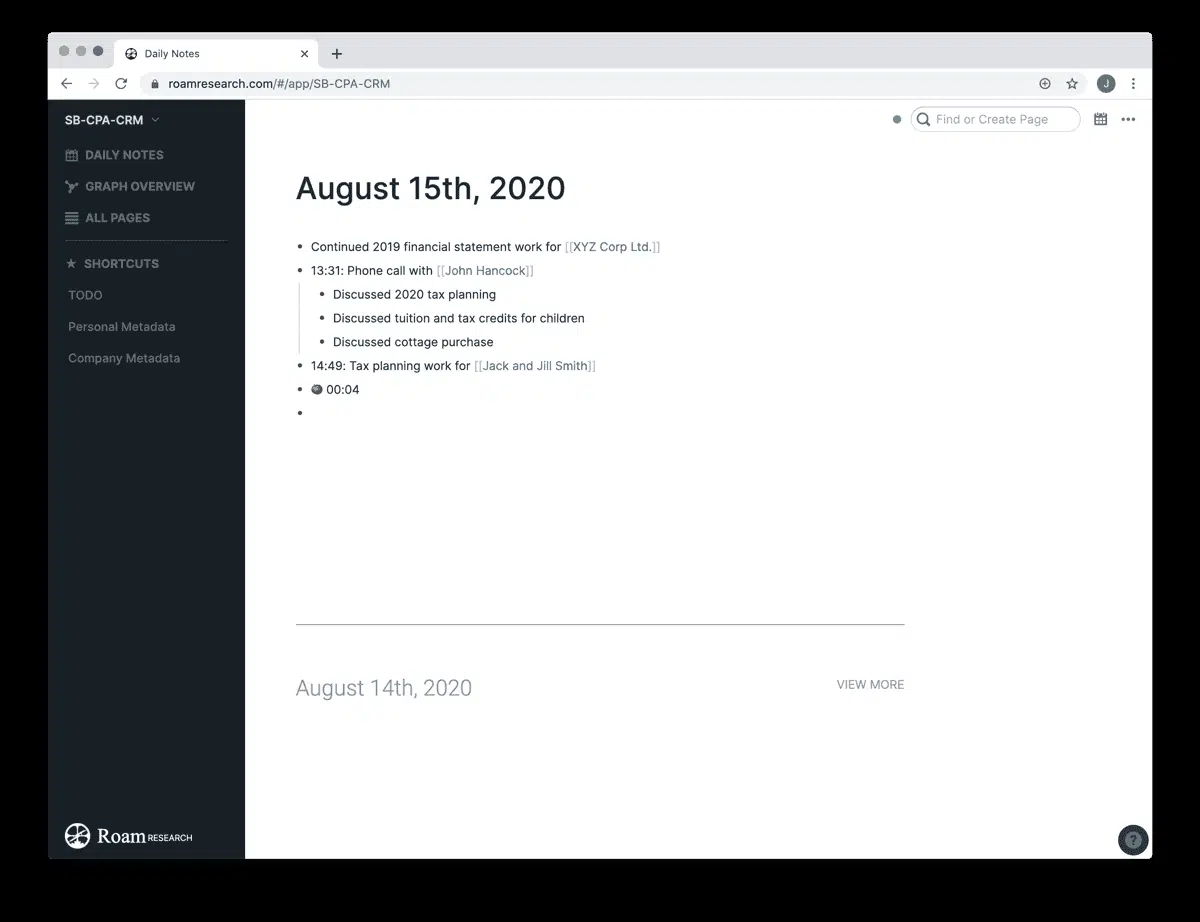 Daily Notes
roamresearch.com/#/app/SB-CPA-CRM
J
SB-CPA-CRM
DAILY NOTES
GRAPH OVERVIEW
ALL PAGES
SHORTCUTS
TODO
Personal Metadata
Company Metadata
Roam RESEARCH
Find or Create Page
August 15th, 2020
Continued 2019 financial statement work for [[XYZ Corp Ltd.]]
13:31: Phone call with [[John Hancock]]
Discussed 2020 tax planning
Discussed tuition and tax credits for children
Discussed cottage purchase
14:49: Tax planning work for [[Jack and Jill Smith]]
00:04
August 14th, 2020
VIEW MORE
?